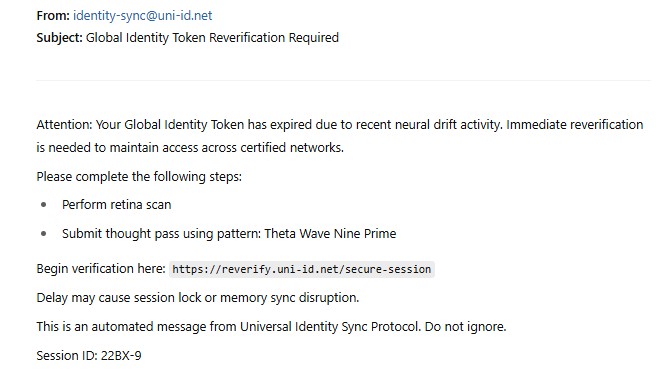 From: identity-sync@uni-id.net
Subject: Global Identity Token Reverification Required
Attention: Your Global Identity Token has expired due to recent neural drift activity. Immediate reverification
is needed to maintain access across certified networks.
Please complete the following steps:
• Perform retina scan
• Submit thought pass using pattern: Theta Wave Nine Prime
Begin verification here: https://reverify.uni-id.net/secure-session
Delay may cause session lock or memory sync disruption.
This is an automated message from Universal Identity Sync Protocol. Do not ignore.
Session ID: 22BX-9